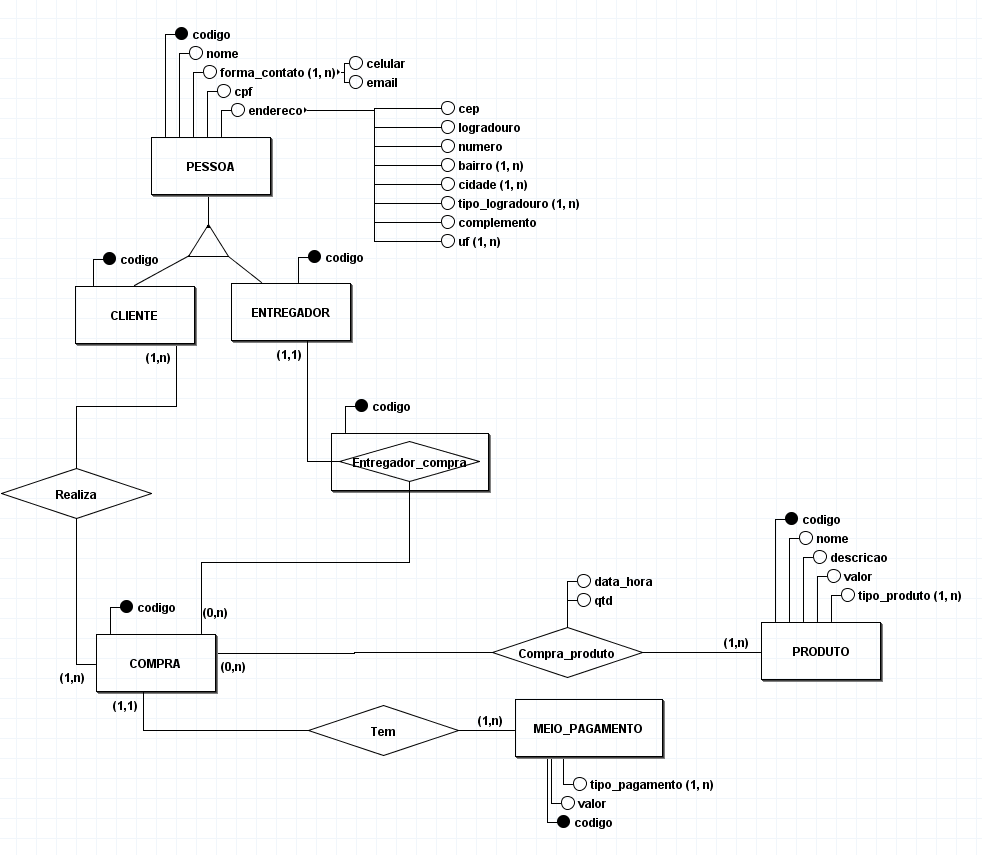 codigo
nome
forma_contato (1, n)
celular
email
cpf
endereco
cep
logradouro
numero
bairro (1, n)
cidade (1, n)
tipo_logradouro (1, n)
complemento
uf (1, n)
PESSOA
codigo
codigo
CLIENTE
ENTREGADOR
(1,n)
(1,1)
codigo
Entregador_compra
Realiza
codigo
nome
descricao
valor
tipo_produto (1, n)
data_hora
qtd
codigo
(0,n)
COMPRA
(0,n)
Compra_produto
(1,n)
PRODUTO
(1,n)
(1,1)
Tem
(1,n)
MEIO_PAGAMENTO
tipo_pagamento (1, n)
valor
codigo